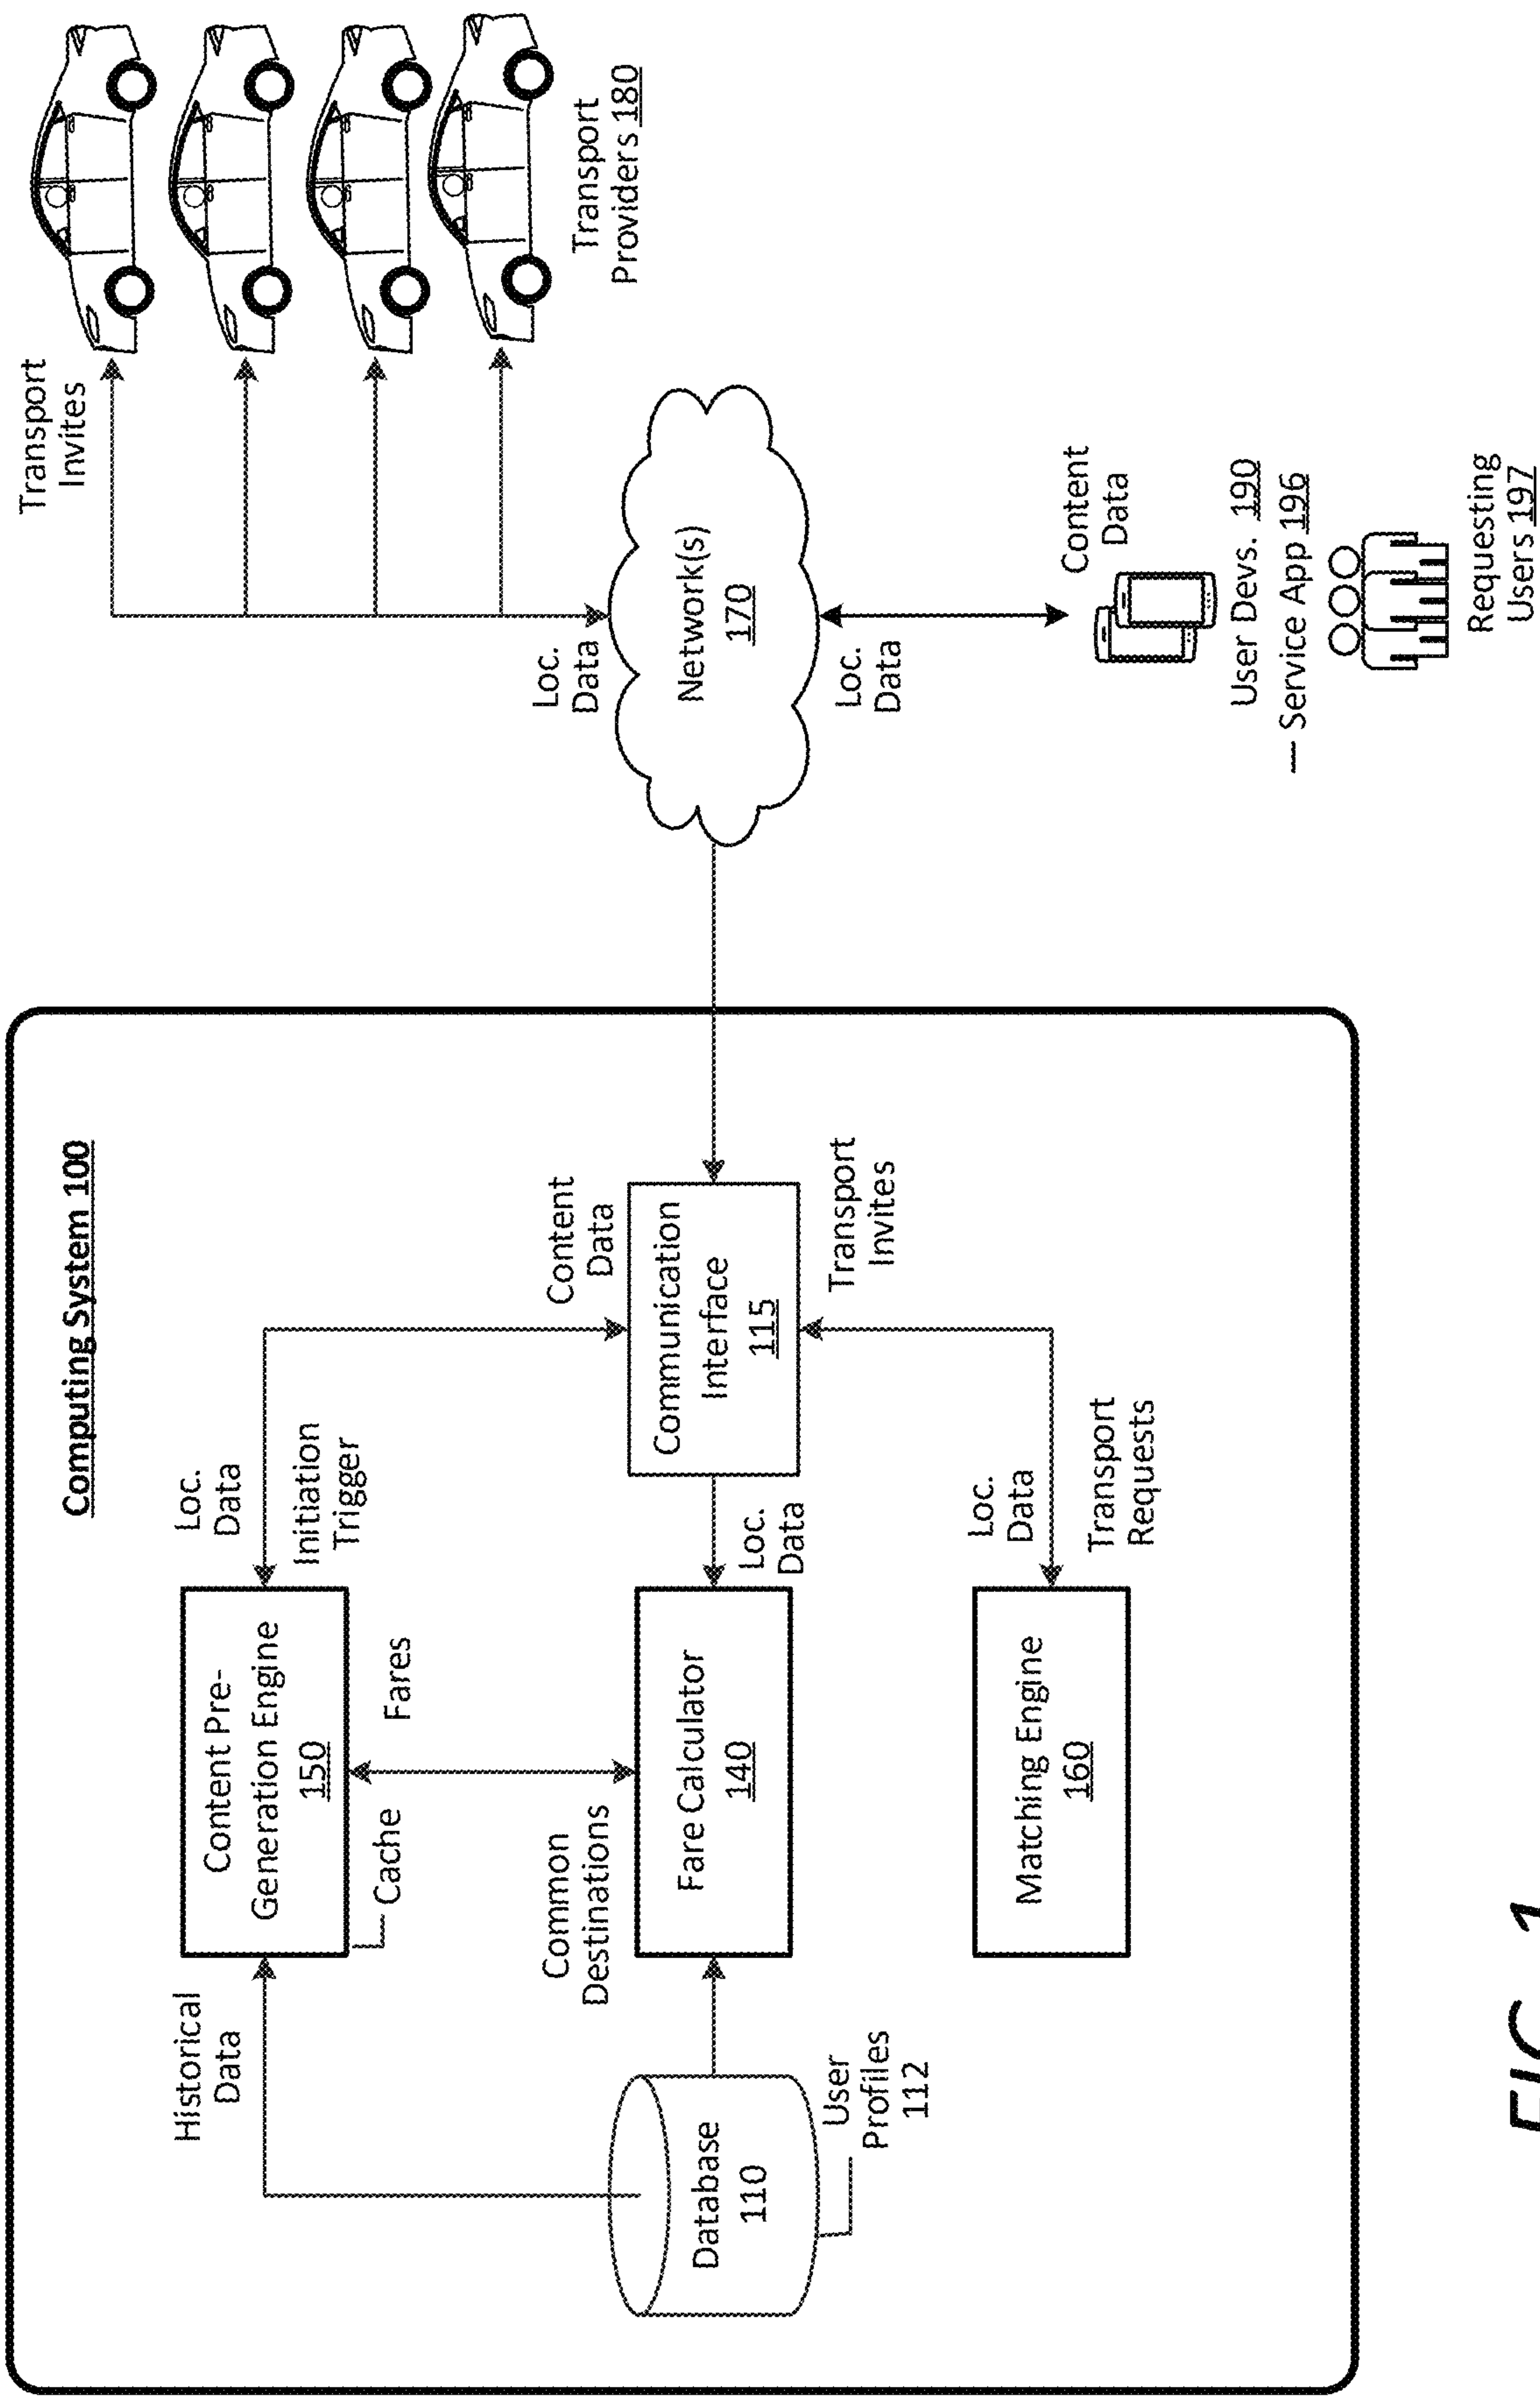 Computing System 100
Historical
Data
Content Pre-
Generation Engine
150
Cache
Loc.
Data
Initiation
Trigger
Fares
Common
Destinations
Content
Data
Database
110
User
Profiles
112
Fare Calculator
140
Loc.
Data
Communication
Interface
115
Transport
Invites
Matching Engine
160
Loc.
Data
Transport
Requests
Transport
Invites
Transport
Providers 180
Loc.
Data
Network(s)
170
Loc.
Data
Content
Data
User Devs. 190
— Service App 196
Requesting
Users 197
FIG. 1